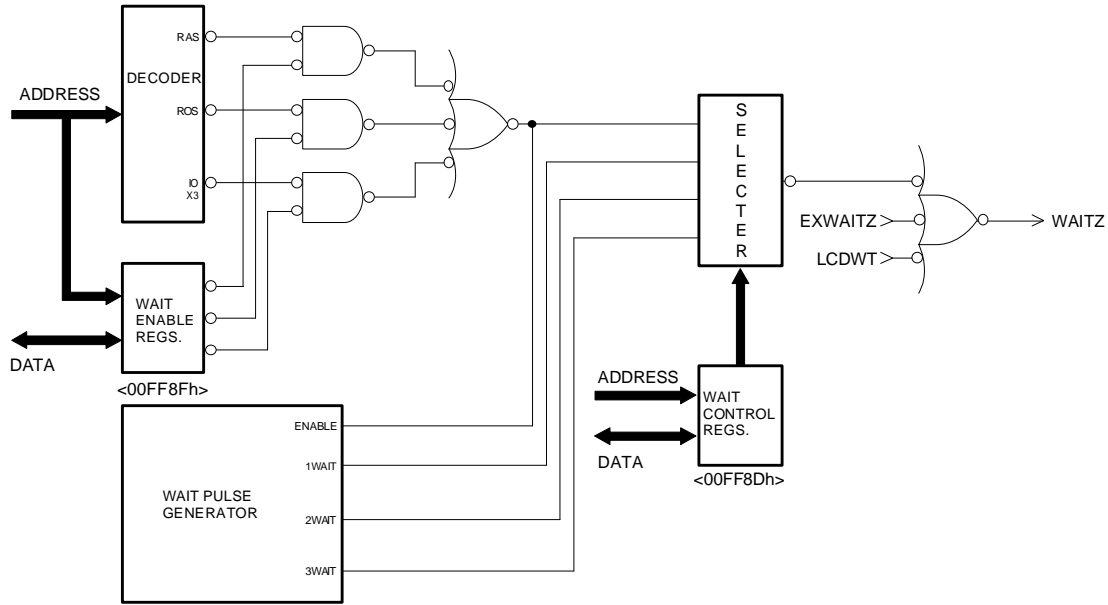 RAS
DECODER
ADDRESS
ROS
IO
X3
WAIT
ENABLE
REGS.
DATA
<00FF8Fh>
ENABLE
1WAIT
WAIT PULSE
GENERATOR
2WAIT
3WAIT
S
E
L
E
C
T
E
R
EXWAITZ
LCDWT
WAITZ
ADDRESS
WAIT
CONTROL
REGS.
DATA
<00FF8Dh>